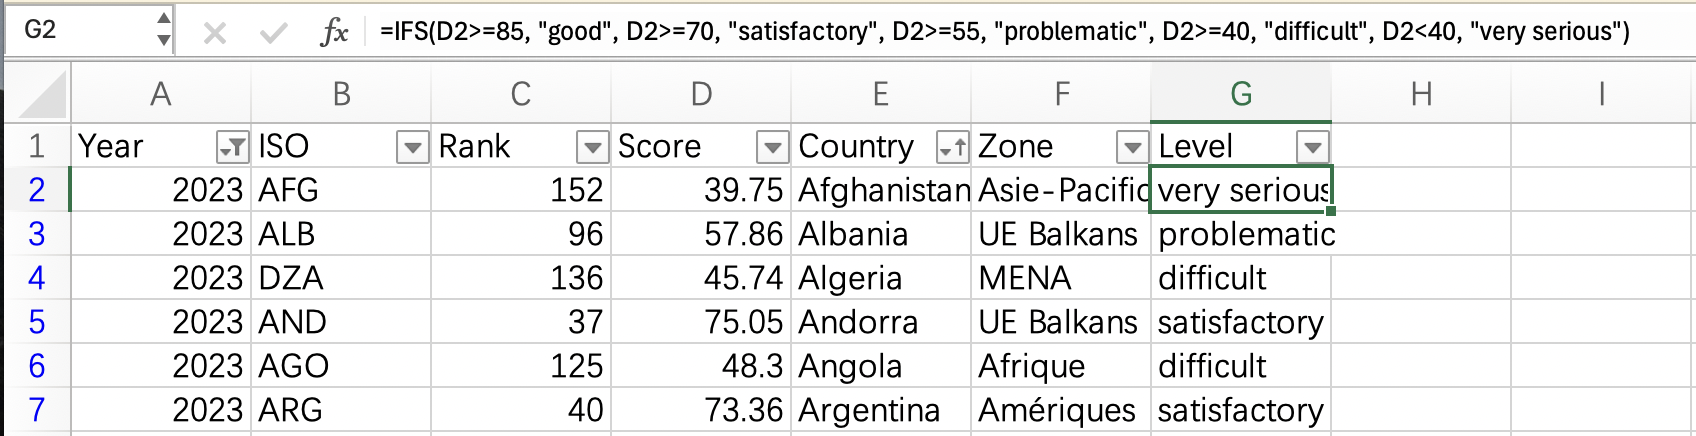 G2 fx =IFS(D2>=85, "good", D2>=70, "satisfactory", D2>=55, "problematic", D2>=40, "difficult", D2<40, "very serious")
A B C D E F G H I
1 Year ISO Rank Score Country Zone Level
2 2023 AFG 152 39.75 Afghanistan Asie-Pacific very serious
3 2023 ALB 96 57.86 Albania UE Balkans problematic
4 2023 DZA 136 45.74 Algeria MENA difficult
5 2023 AND 37 75.05 Andorra UE Balkans satisfactory
6 2023 AGO 125 48.3 Angola Afrique difficult
7 2023 ARG 40 73.36 Argentina Amériques satisfactory